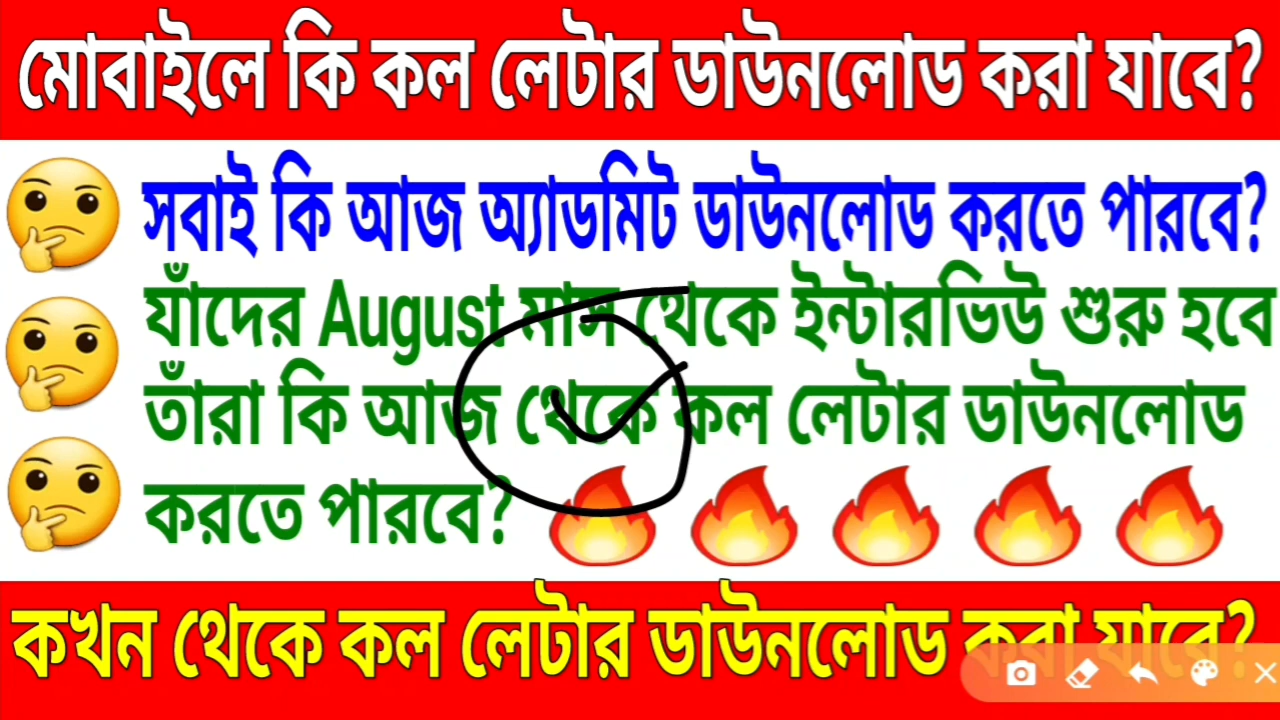 মোবাইলে কি কল লেটার ডাউনলোড করা যাবে?
সবাই কি আজ অ্যাডমিট ডাউনলোড করতে পারবে?
যাঁদের August মাস থেকে ইন্টারভিউ শুরু হবে
তাঁরা কি আজ থেকে কল লেটার ডাউনলোড
করতে পারবে?
কখন থেকে কল লেটার ডাউনলোড করা যাবে?